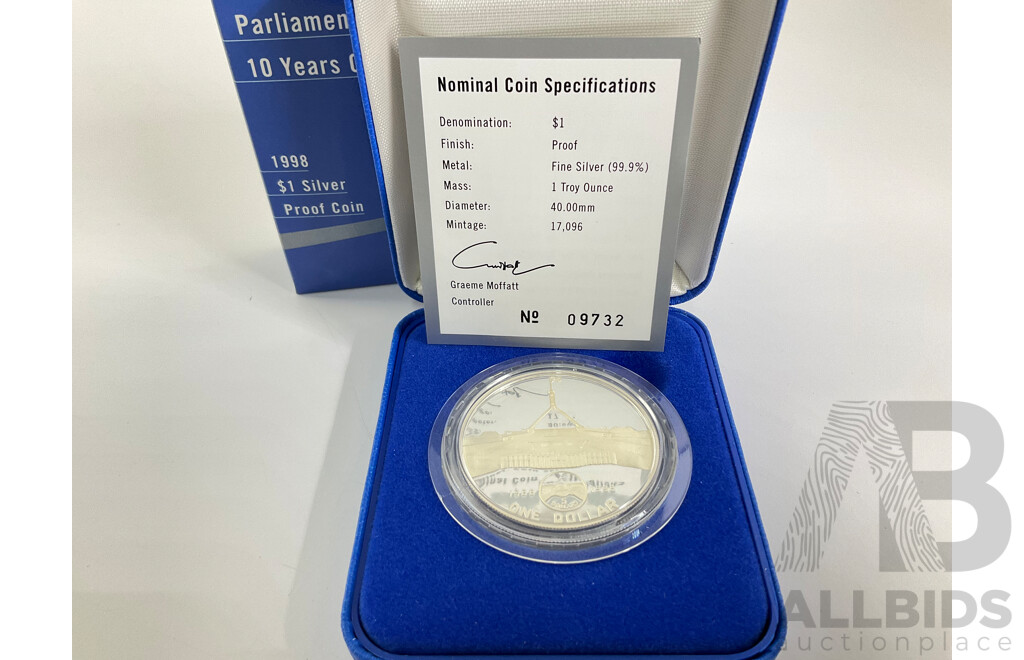 Parliamen
10 Years
1998
$1 Silver
Proof Coin
Nominal Coin Specifications
Denomination: $1
Finish: Proof
Metal: Fine Silver (99.9%)
Mass: 1 Troy Ounce
Diameter: 40.00mm
Mintage: 17,096
Graeme Moffatt
Controller
Nº 09732
ONE DOLLAR
AB
ALLBIDS
auctionplace